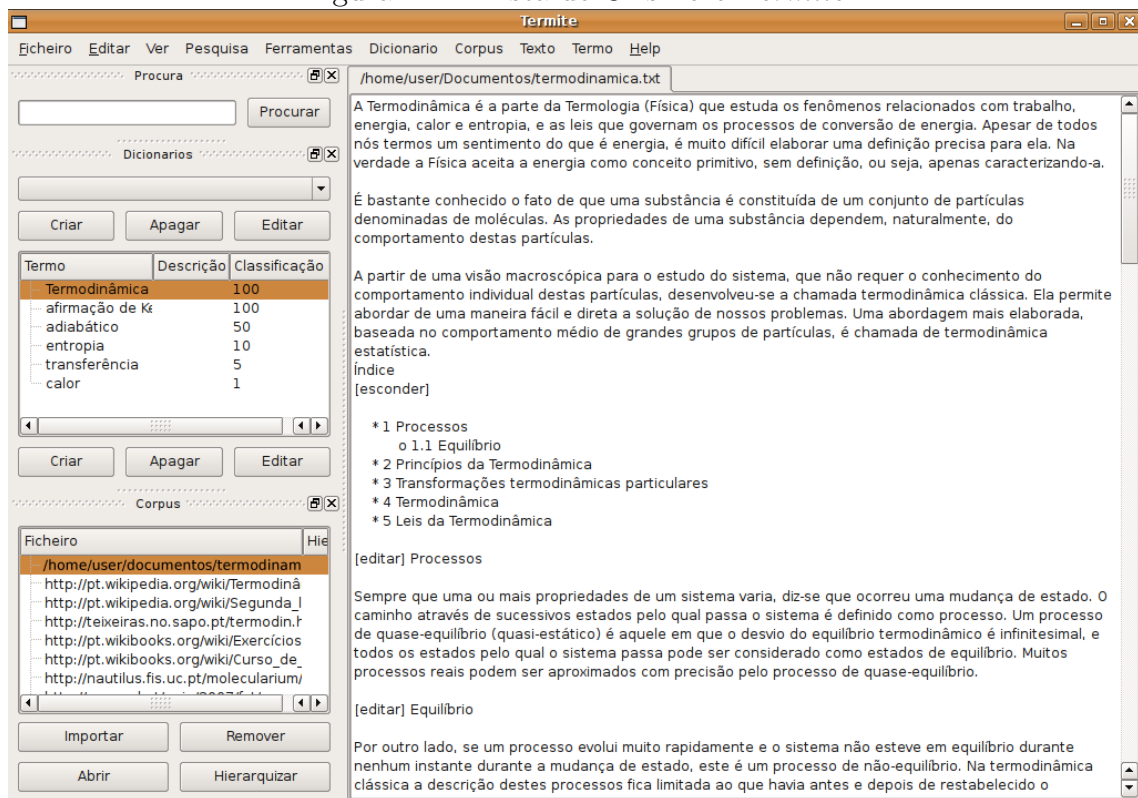 Termite
Ficheiro Editar Ver Pesquisa Ferramentas Dicionario Corpus Texto Termo Help
Procura
Procurar
Dicionarios
Criar Apagar Editar
Termo Descrição Classificação
Termodinâmica 100
afirmação de Ke 100
adiabático 50
entropia 10
transferência 5
calor 1
Criar Apagar Editar
Corpus
Ficheiro Hie
/home/user/documentos/termodinam
http://pt.wikipedia.org/wiki/Termodinâ
http://pt.wikipedia.org/wiki/Segunda_l
http://teixeiras.no.sapo.pt/termodin.h
http://pt.wikibooks.org/wiki/Exercícios
http://pt.wikibooks.org/wiki/Curso_de_
http://nautilus.fis.uc.pt/molecularium/
Importar Remover
Abrir Hierarquizar
/home/user/Documentos/termodinamica.txt
A Termodinâmica é a parte da Termologia (Física) que estuda os fenômenos relacionados com trabalho,
energia, calor e entropia, e as leis que governam os processos de conversão de energia. Apesar de todos
nós termos um sentimento do que é energia, é muito difícil elaborar uma definição precisa para ela. Na
verdade a Física aceita a energia como conceito primitivo, sem definição, ou seja, apenas caracterizando-a.
É bastante conhecido o fato de que uma substância é constituída de um conjunto de partículas
denominadas de moléculas. As propriedades de uma substância dependem, naturalmente, do
comportamento destas partículas.
A partir de uma visão macroscópica para o estudo do sistema, que não requer o conhecimento do
comportamento individual destas partículas, desenvolveu-se a chamada termodinâmica clássica. Ela permite
abordar de uma maneira fácil e direta a solução de nossos problemas. Uma abordagem mais elaborada,
baseada no comportamento médio de grandes grupos de partículas, é chamada de termodinâmica
estatística.
Índice
[esconder]
* 1 Processos
o 1.1 Equilíbrio
* 2 Princípios da Termodinâmica
* 3 Transformações termodinâmicas particulares
* 4 Termodinâmica
* 5 Leis da Termodinâmica
[editar] Processos
Sempre que uma ou mais propriedades de um sistema varia, diz-se que ocorreu uma mudança de estado. O
caminho através de sucessivos estados pelo qual passa o sistema é definido como processo. Um processo
de quase-equilíbrio (quasi-estático) é aquele em que o desvio do equilíbrio termodinâmico é infinitesimal, e
todos os estados pelo qual o sistema passa pode ser considerado como estados de equilíbrio. Muitos
processos reais podem ser aproximados com precisão pelo processo de quase-equilíbrio.
[editar] Equilíbrio
Por outro lado, se um processo evolui muito rapidamente e o sistema não esteve em equilíbrio durante
nenhum instante durante a mudança de estado, este é um processo de não-equilíbrio. Na termodinâmica
clássica a descrição destes processos fica limitada ao que havia antes e depois de restabelecido o